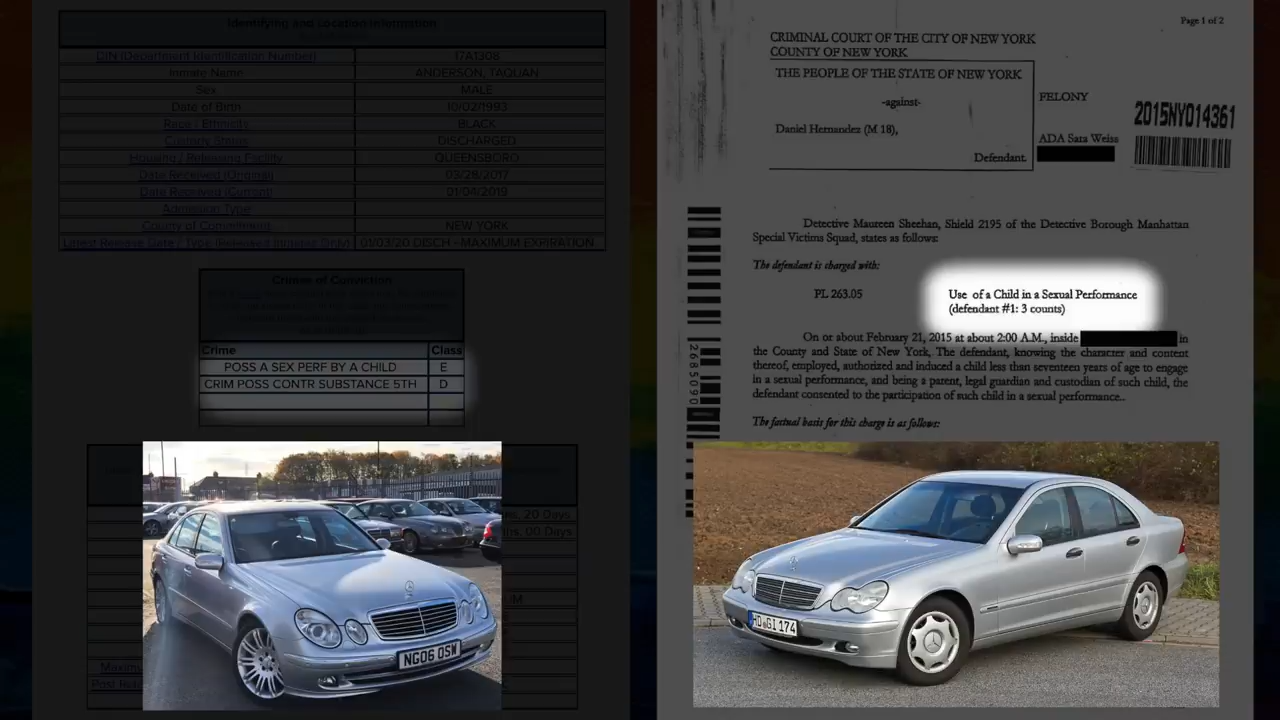 Identifying and Location Information
DIN (Department Identification Number) 17A1308
Inmate Name ANDERSON, TAQUAN
Sex MALE
Date of Birth 10/02/1993
Race / Ethnicity BLACK
Custody Status DISCHARGED
Housing / Releasing Facility QUEENSBORO
Date Received (Original) 03/28/2017
Date Received (Current) 01/04/2019
Admission Type
County of Commitment NEW YORK
Latest Release Date / Type (Released Inmates Only) 01/03/20 DISCH - MAXIMUM EXPIRATION
Crimes of Conviction
Crime Class
POSS A SEX PERF BY A CHILD E
CRIM POSS CONTR SUBSTANCE 5TH D
20 Days
00 Days
NG06 OSW
Page 1 of 2
CRIMINAL COURT OF THE CITY OF NEW YORK
COUNTY OF NEW YORK
THE PEOPLE OF THE STATE OF NEW YORK
-against-
Daniel Hernandez (M 18),
Defendant.
FELONY
ADA Sara Weiss
2015NY014361
Detective Maureen Sheehan, Shield 2195 of the Detective Borough Manhattan
Special Victims Squad, states as follows:
The defendant is charged with:
PL 263.05 Use of a Child in a Sexual Performance
(defendant #1: 3 counts)
On or about February 21, 2015 at about 2:00 A.M., inside in
the County and State of New York, The defendant, knowing the character and content
thereof, employed, authorized and induced a child less than seventeen years of age to engage
in a sexual performance, and being a parent, legal guardian and custodian of such child, the
defendant consented to the participation of such child in a sexual performance..
The factual basis for this charge is as follows:
2685090
HD GI 174